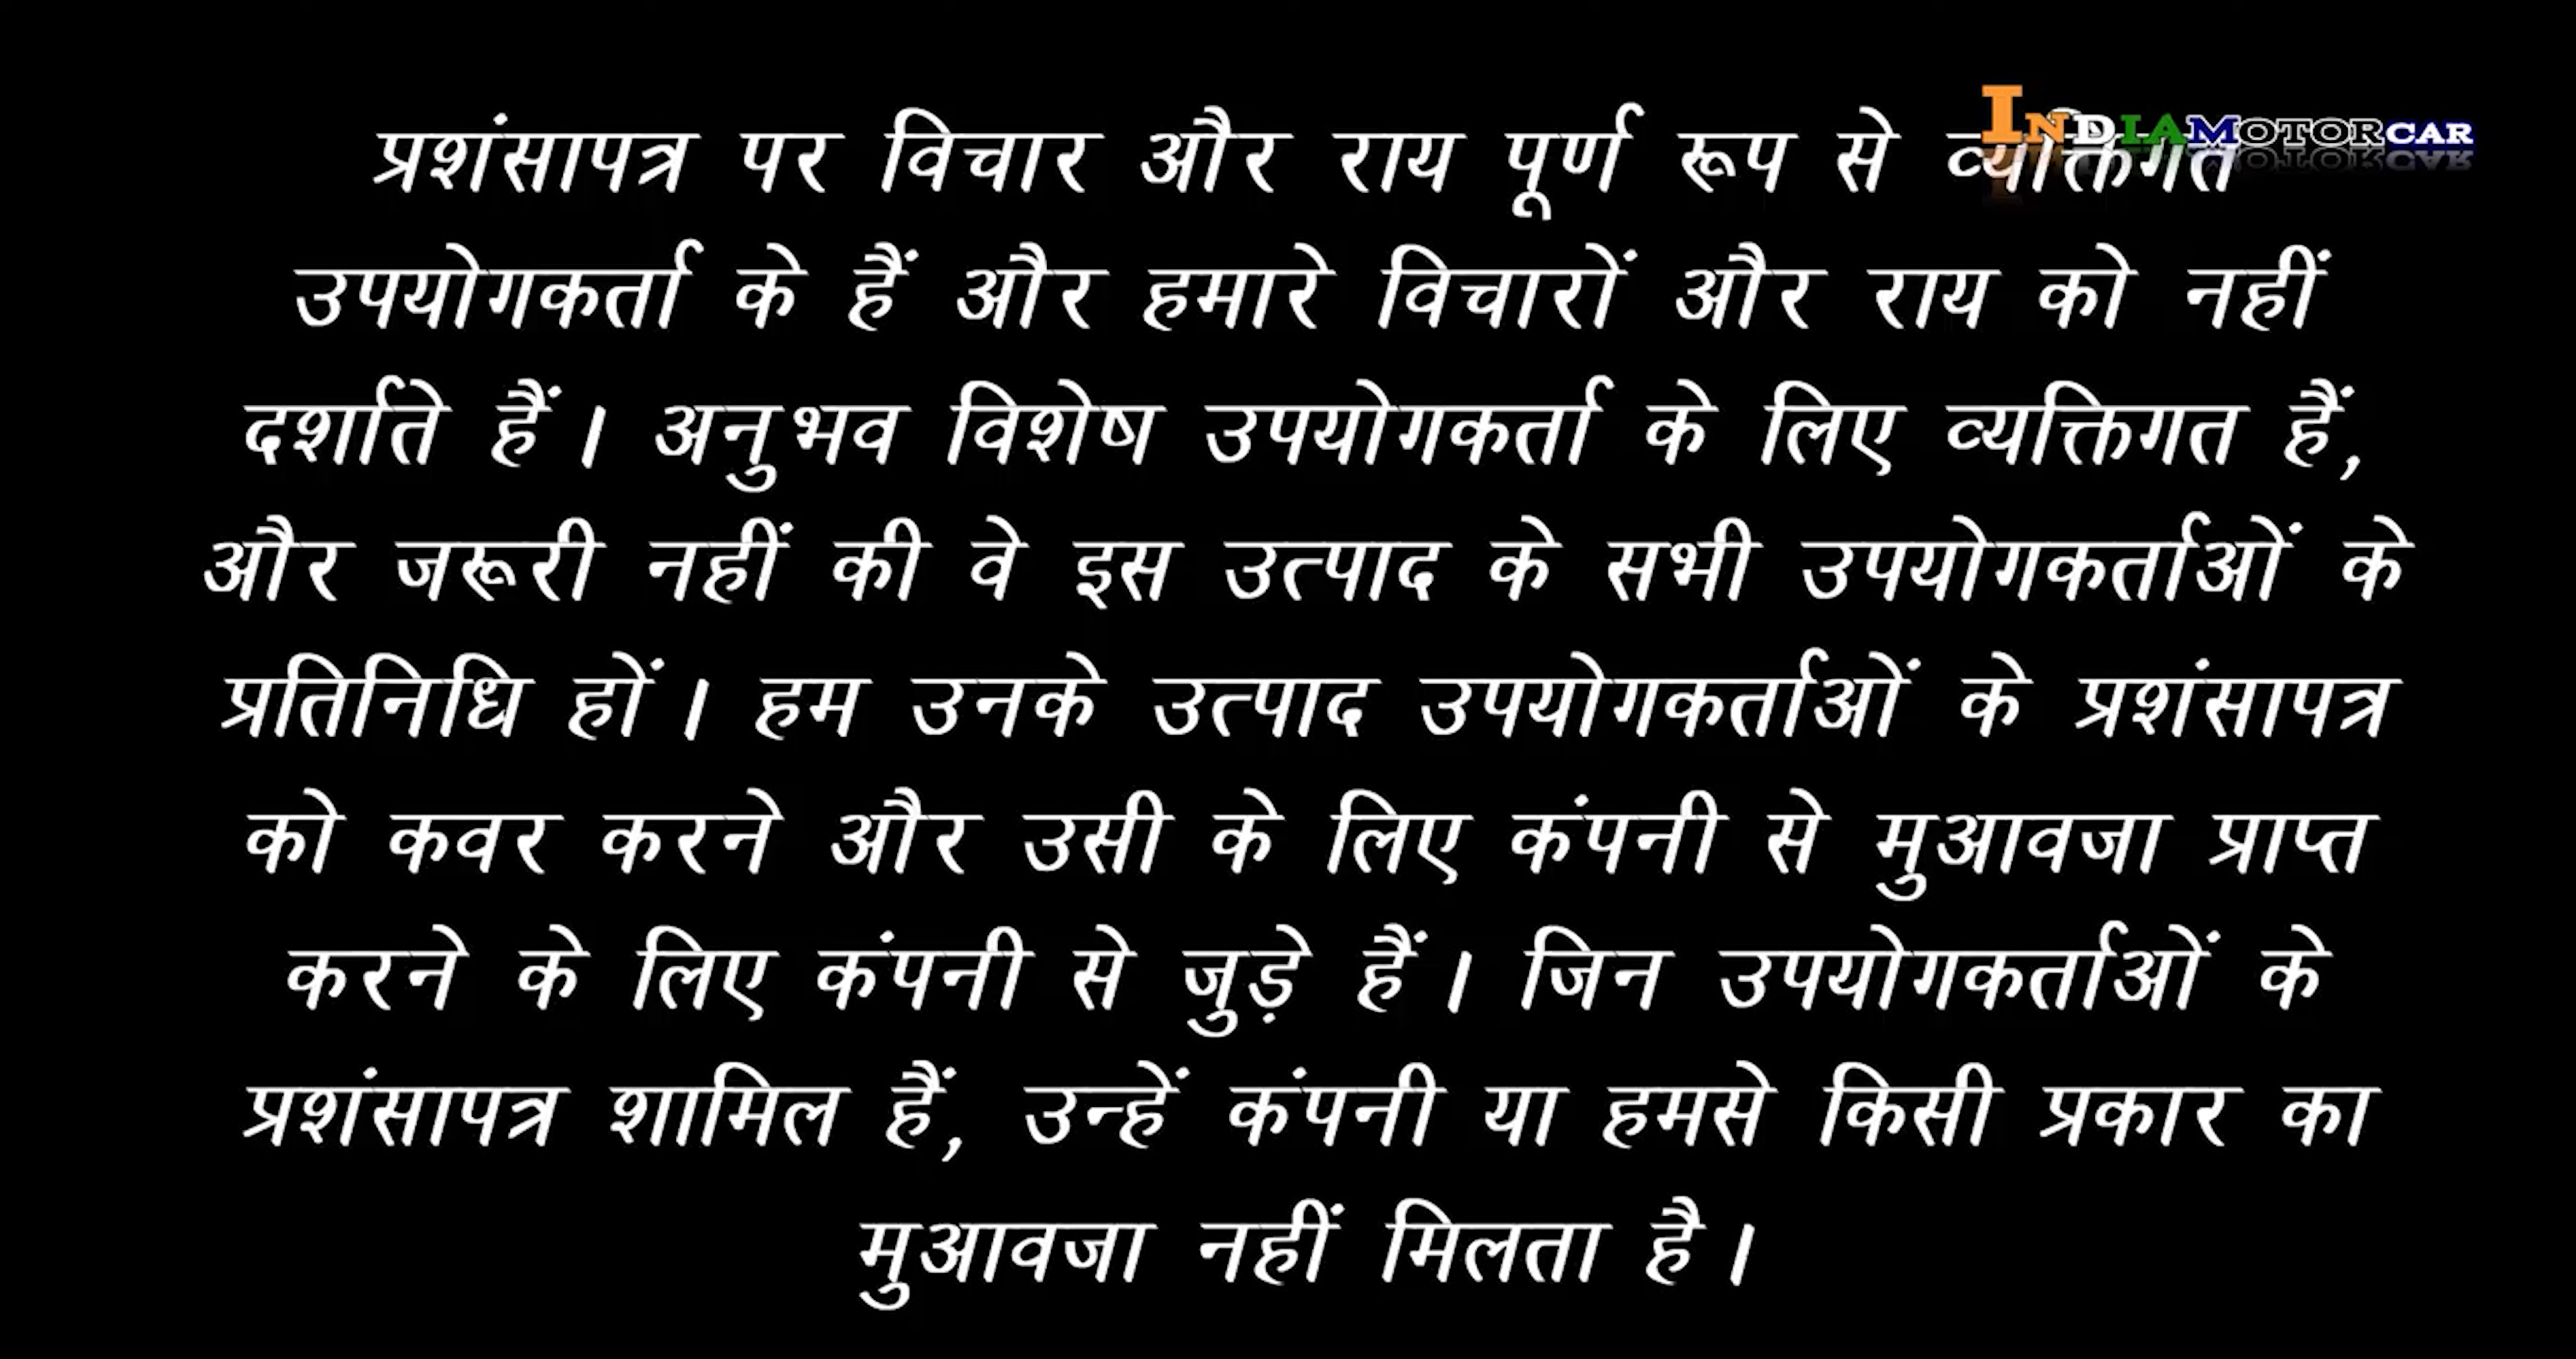 INDIAMOTORCAR
प्रशंसापत्र पर विचार और राय पूर्ण रूप से व्यक्तिगत
उपयोगकर्ता के हैं और हमारे विचारों और राय को नहीं
दर्शाते हैं। अनुभव विशेष उपयोगकर्ता के लिए व्यक्तिगत हैं,
और जरूरी नहीं की वे इस उत्पाद के सभी उपयोगकर्ताओं के
प्रतिनिधि हों। हम उनके उत्पाद उपयोगकर्ताओं के प्रशंसापत्र
को कवर करने और उसी के लिए कंपनी से मुआवजा प्राप्त
करने के लिए कंपनी से जुड़े हैं। जिन उपयोगकर्ताओं के
प्रशंसापत्र शामिल हैं, उन्हें कंपनी या हमसे किसी प्रकार का
मुआवजा नहीं मिलता है।